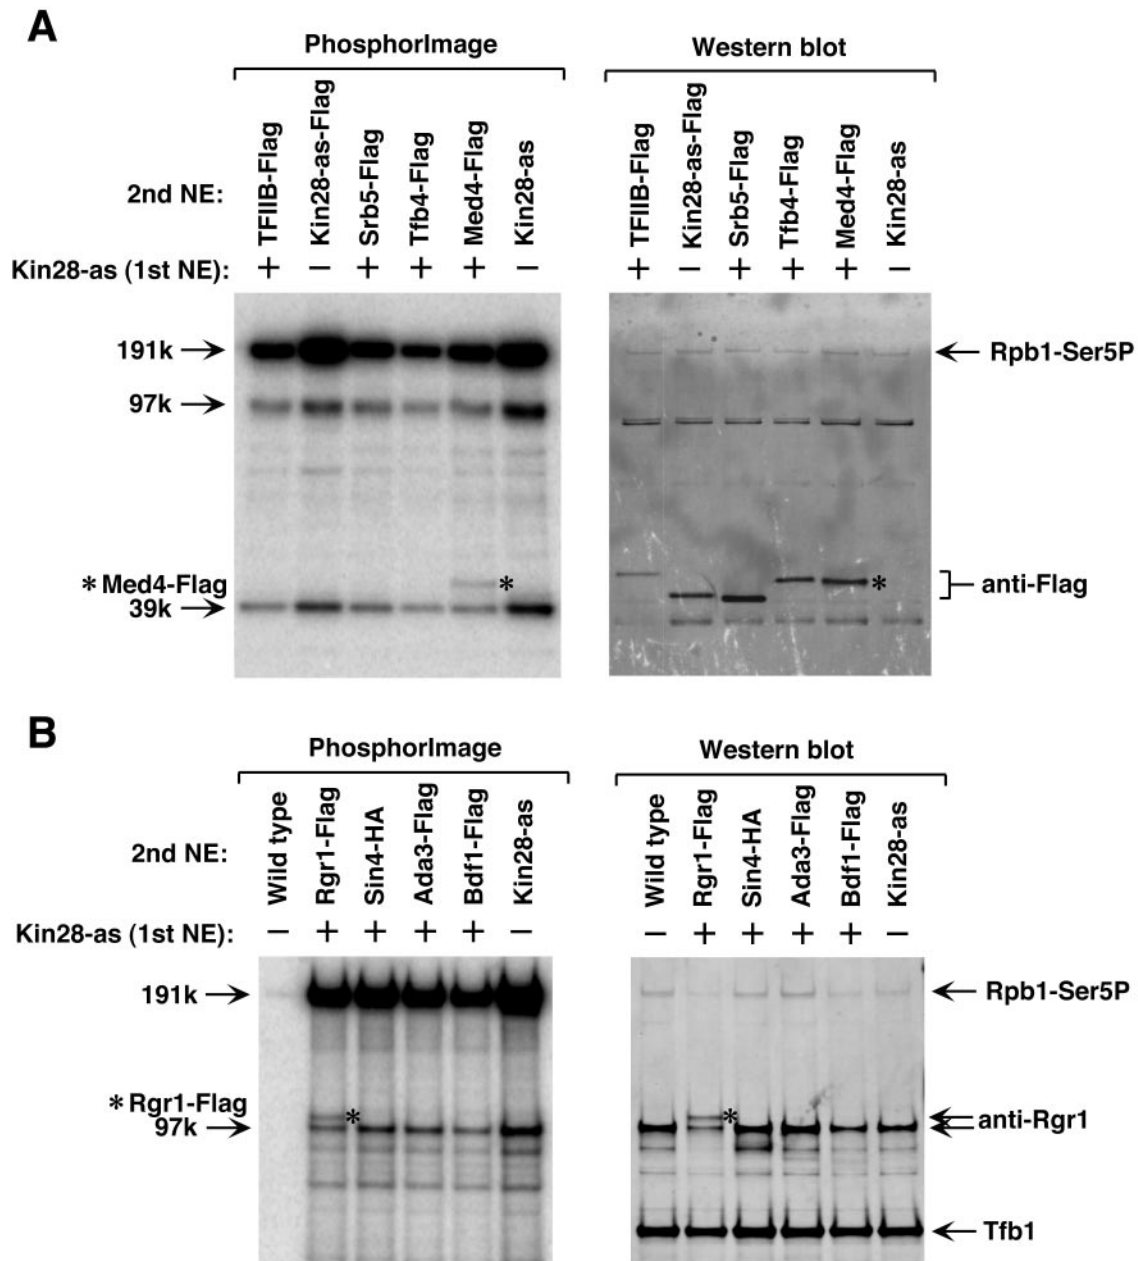 A
PhosphorImage
Western blot
2nd NE:
TFIIB-Flag
Kin28-as-Flag
Srb5-Flag
Tfb4-Flag
Med4-Flag
Kin28-as
TFIIB-Flag
Kin28-as-Flag
Srb5-Flag
Tfb4-Flag
Med4-Flag
Kin28-as
Kin28-as (1st NE): + − + + + − + − + + + −
191k
Rpb1-Ser5P
97k
* Med4-Flag * * anti-Flag
39k
B
PhosphorImage
Western blot
2nd NE:
Wild type
Rgr1-Flag
Sin4-HA
Ada3-Flag
Bdf1-Flag
Kin28-as
Wild type
Rgr1-Flag
Sin4-HA
Ada3-Flag
Bdf1-Flag
Kin28-as
Kin28-as (1st NE): − + + + + − − + + + + −
191k
Rpb1-Ser5P
* Rgr1-Flag * *
97k
anti-Rgr1
Tfb1